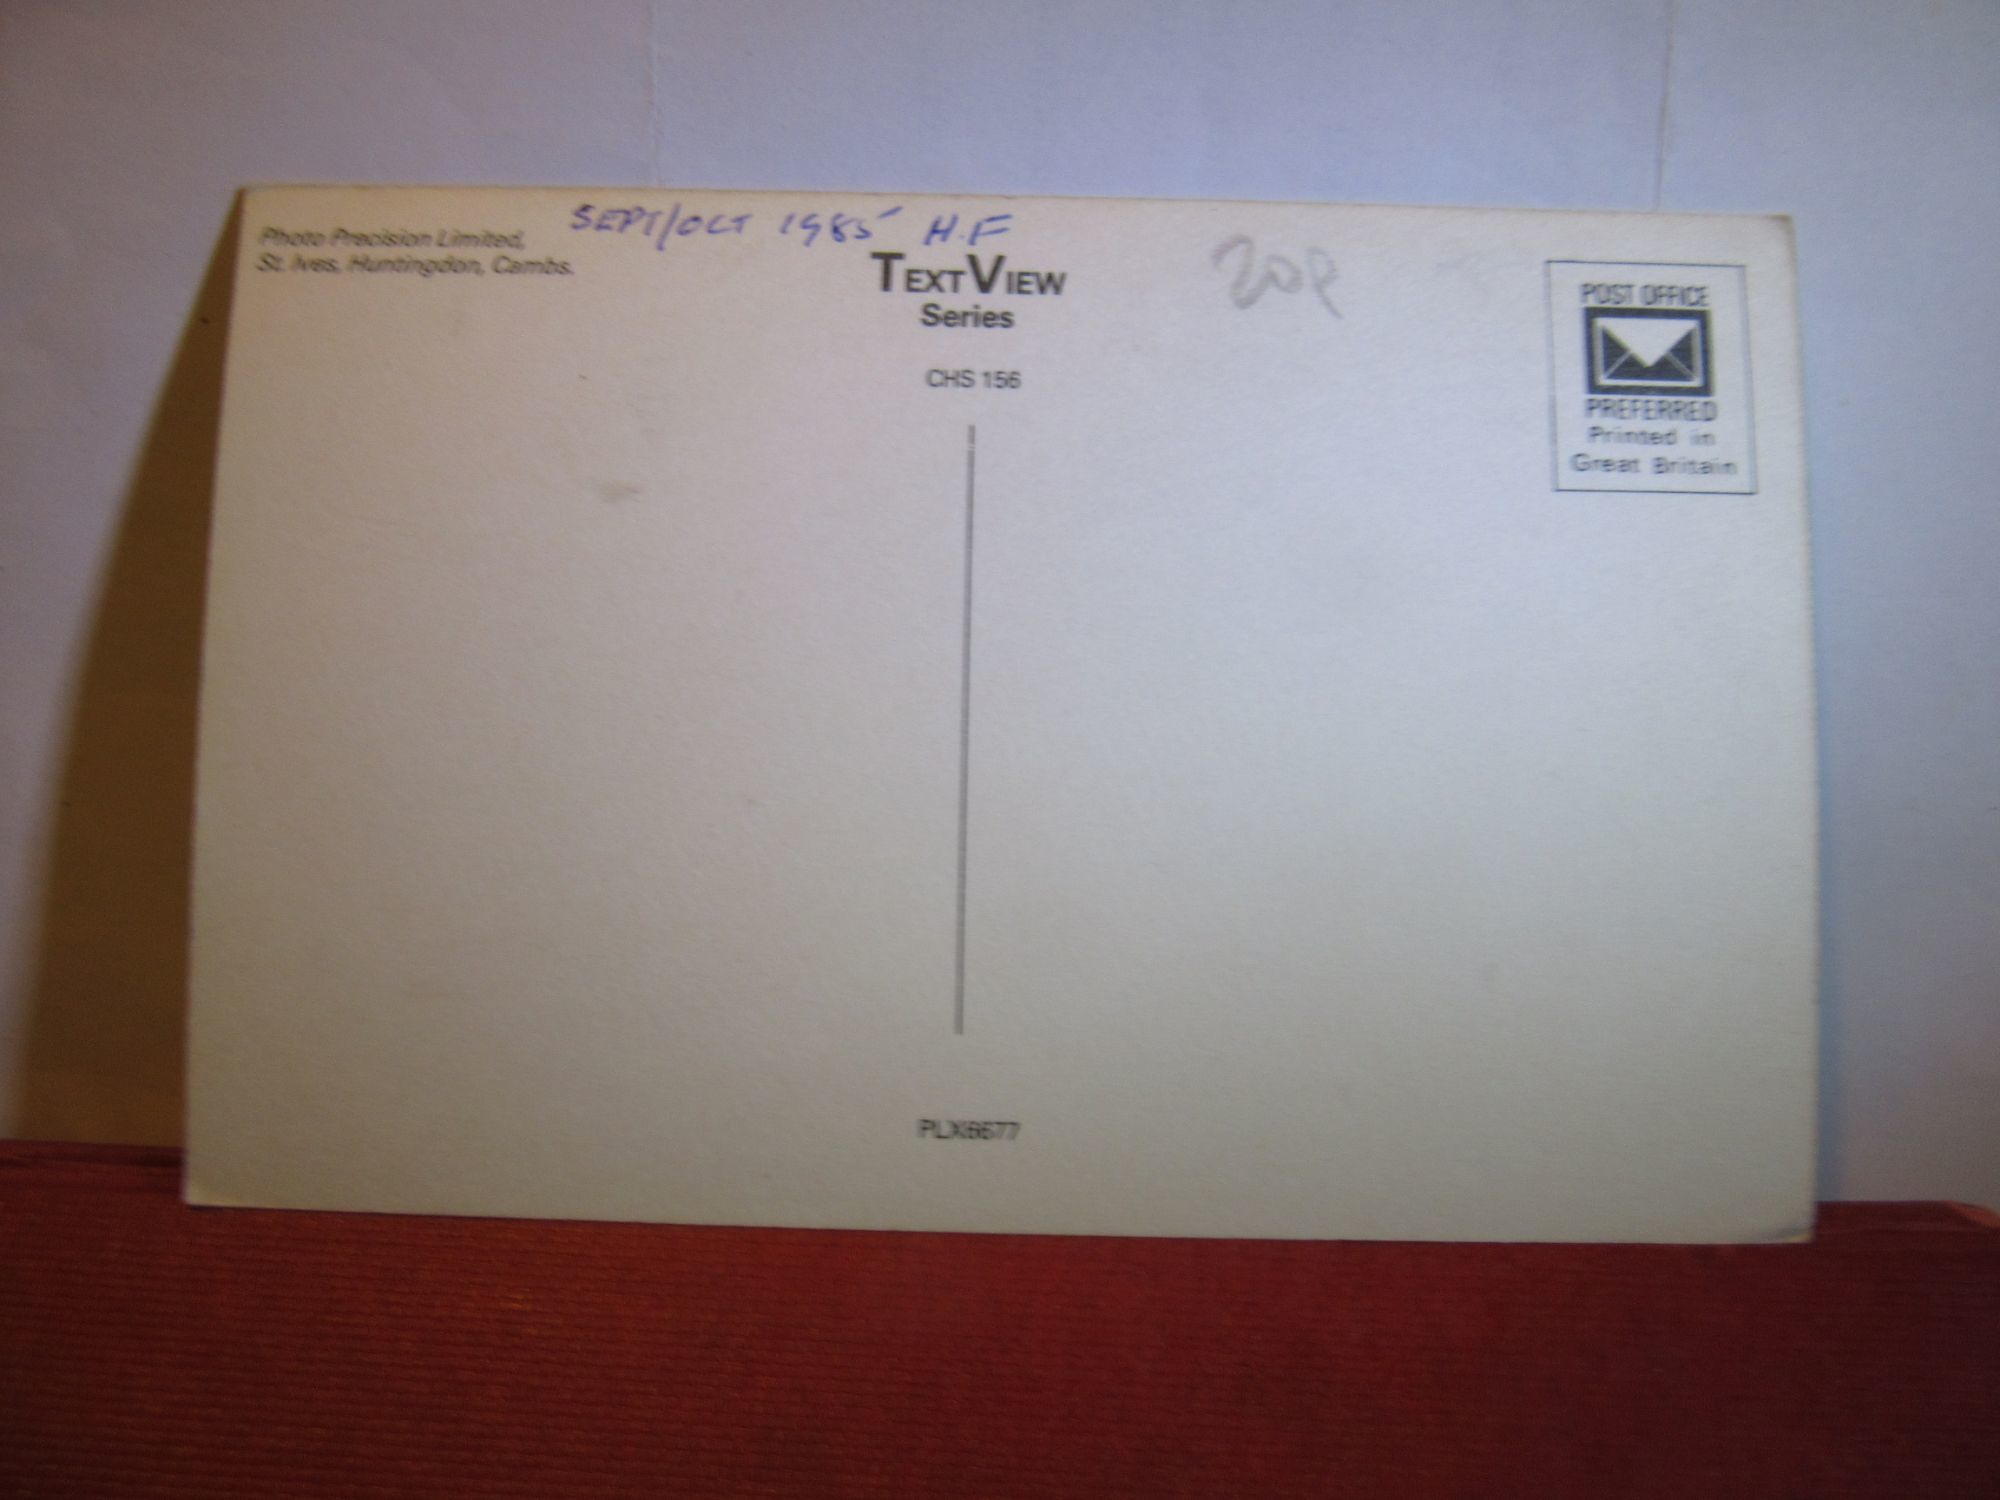 SEPT/OCT 1985 H.F
Photo Precision Limited,
St. Ives, Huntingdon, Cambs.
TEXTVIEW
Series
20p
CHS 156
POST OFFICE
PREFERRED
Printed in
Great Britain
PLX6677